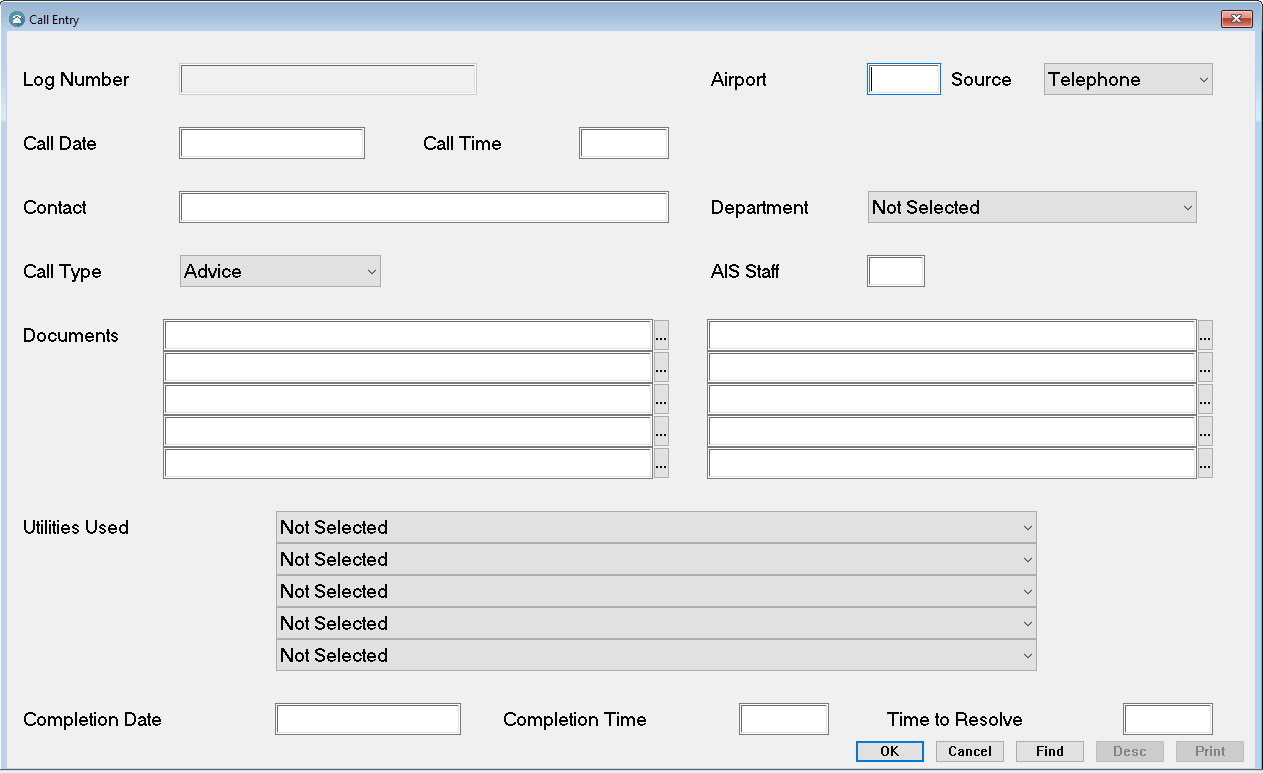 Call Entry
Log Number Airport Source Telephone
Call Date Call Time
Contact Department Not Selected
Call Type Advice AIS Staff
Documents ... ...
... ...
... ...
... ...
... ...
Utilities Used Not Selected
Not Selected
Not Selected
Not Selected
Not Selected
Completion Date Completion Time Time to Resolve
OK Cancel Find Desc Print